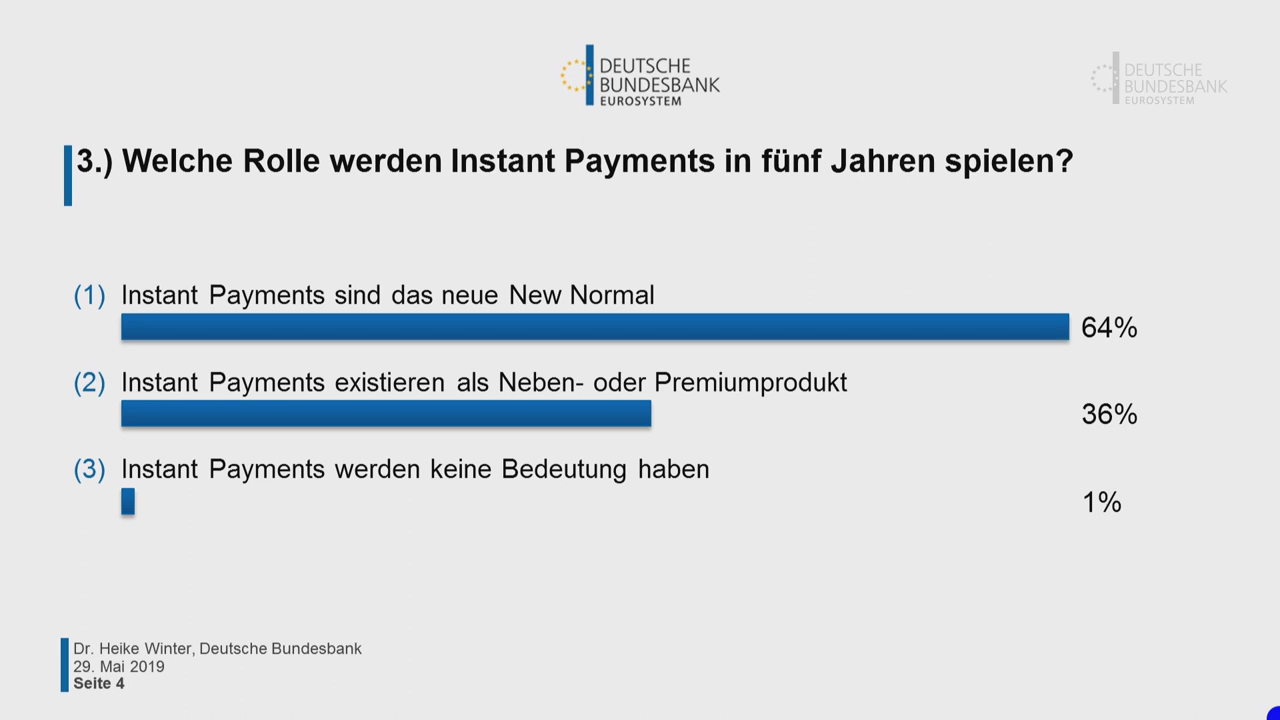 DEUTSCHE
BUNDESBANK
EUROSYSTEM
DEUTSCHE
BUNDESBANK
EUROSYSTEM
3.) Welche Rolle werden Instant Payments in fünf Jahren spielen?
(1) Instant Payments sind das neue New Normal
64%
(2) Instant Payments existieren als Neben- oder Premiumprodukt
36%
(3) Instant Payments werden keine Bedeutung haben
1%
Dr. Heike Winter, Deutsche Bundesbank
29. Mai 2019
Seite 4